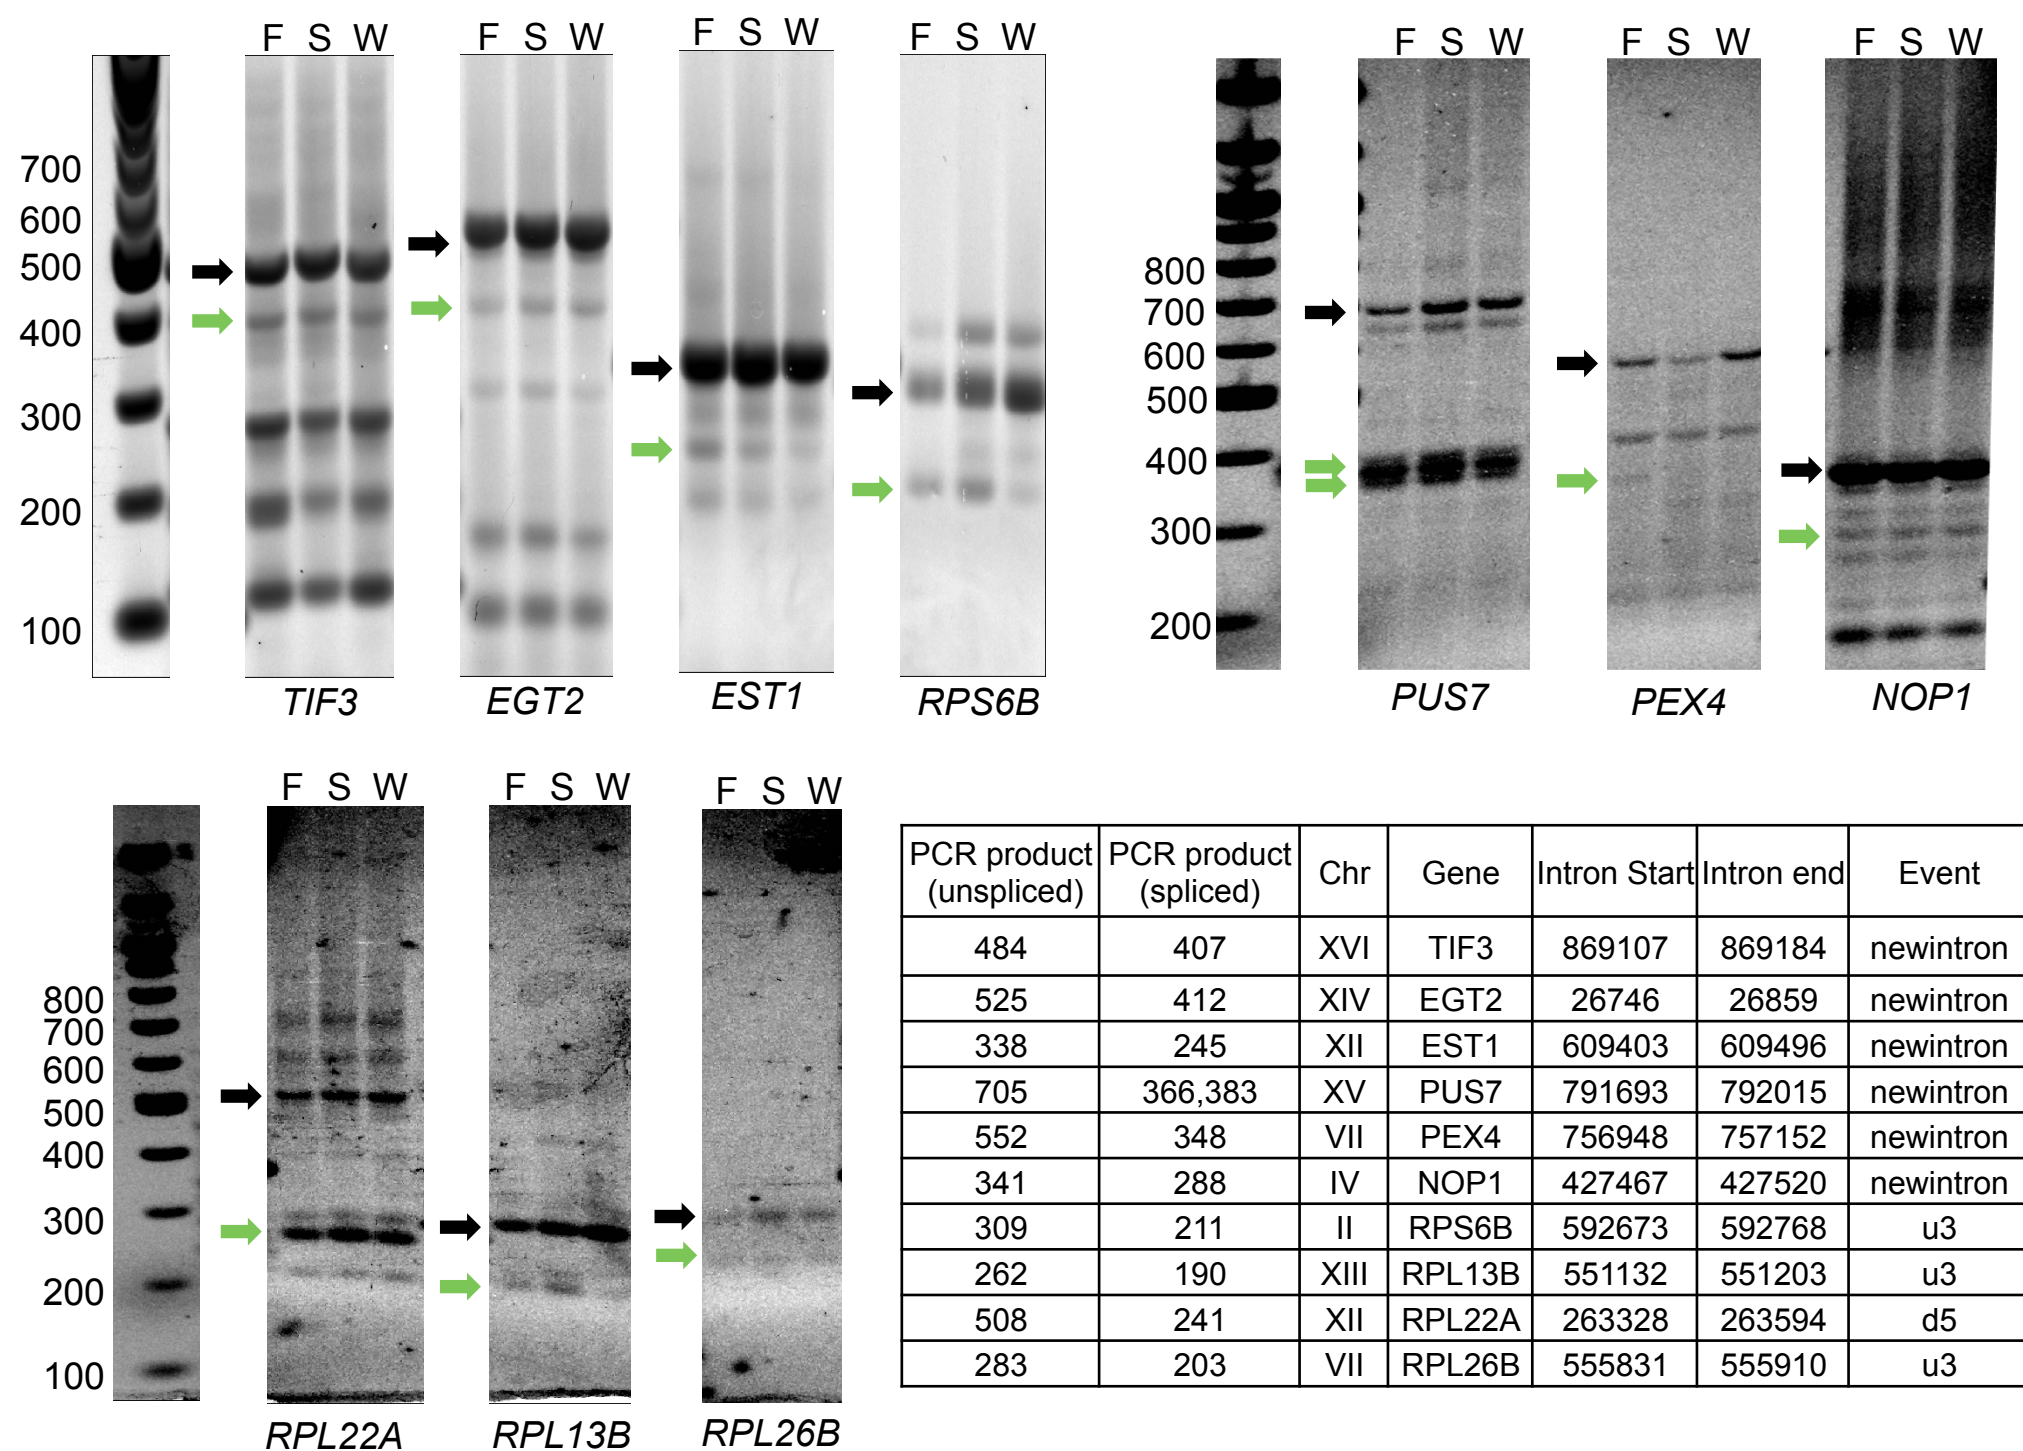 F S W
F S W
F S W
F S W
700
600
500
400
300
200
100
TIF3
EGT2
EST1
RPS6B
F S W
F S W
F S W
800
700
600
500
400
300
200
PUS7
PEX4
NOP1
F S W
F S W
F S W
800
700
600
500
400
300
200
100
RPL22A
RPL13B
RPL26B
PCR product (unspliced) PCR product (spliced) Chr Gene Intron Start Intron end Event
484 407 XVI TIF3 869107 869184 newintron
525 412 XIV EGT2 26746 26859 newintron
338 245 XII EST1 609403 609496 newintron
705 366,383 XV PUS7 791693 792015 newintron
552 348 VII PEX4 756948 757152 newintron
341 288 IV NOP1 427467 427520 newintron
309 211 II RPS6B 592673 592768 u3
262 190 XIII RPL13B 551132 551203 u3
508 241 XII RPL22A 263328 263594 d5
283 203 VII RPL26B 555831 555910 u3